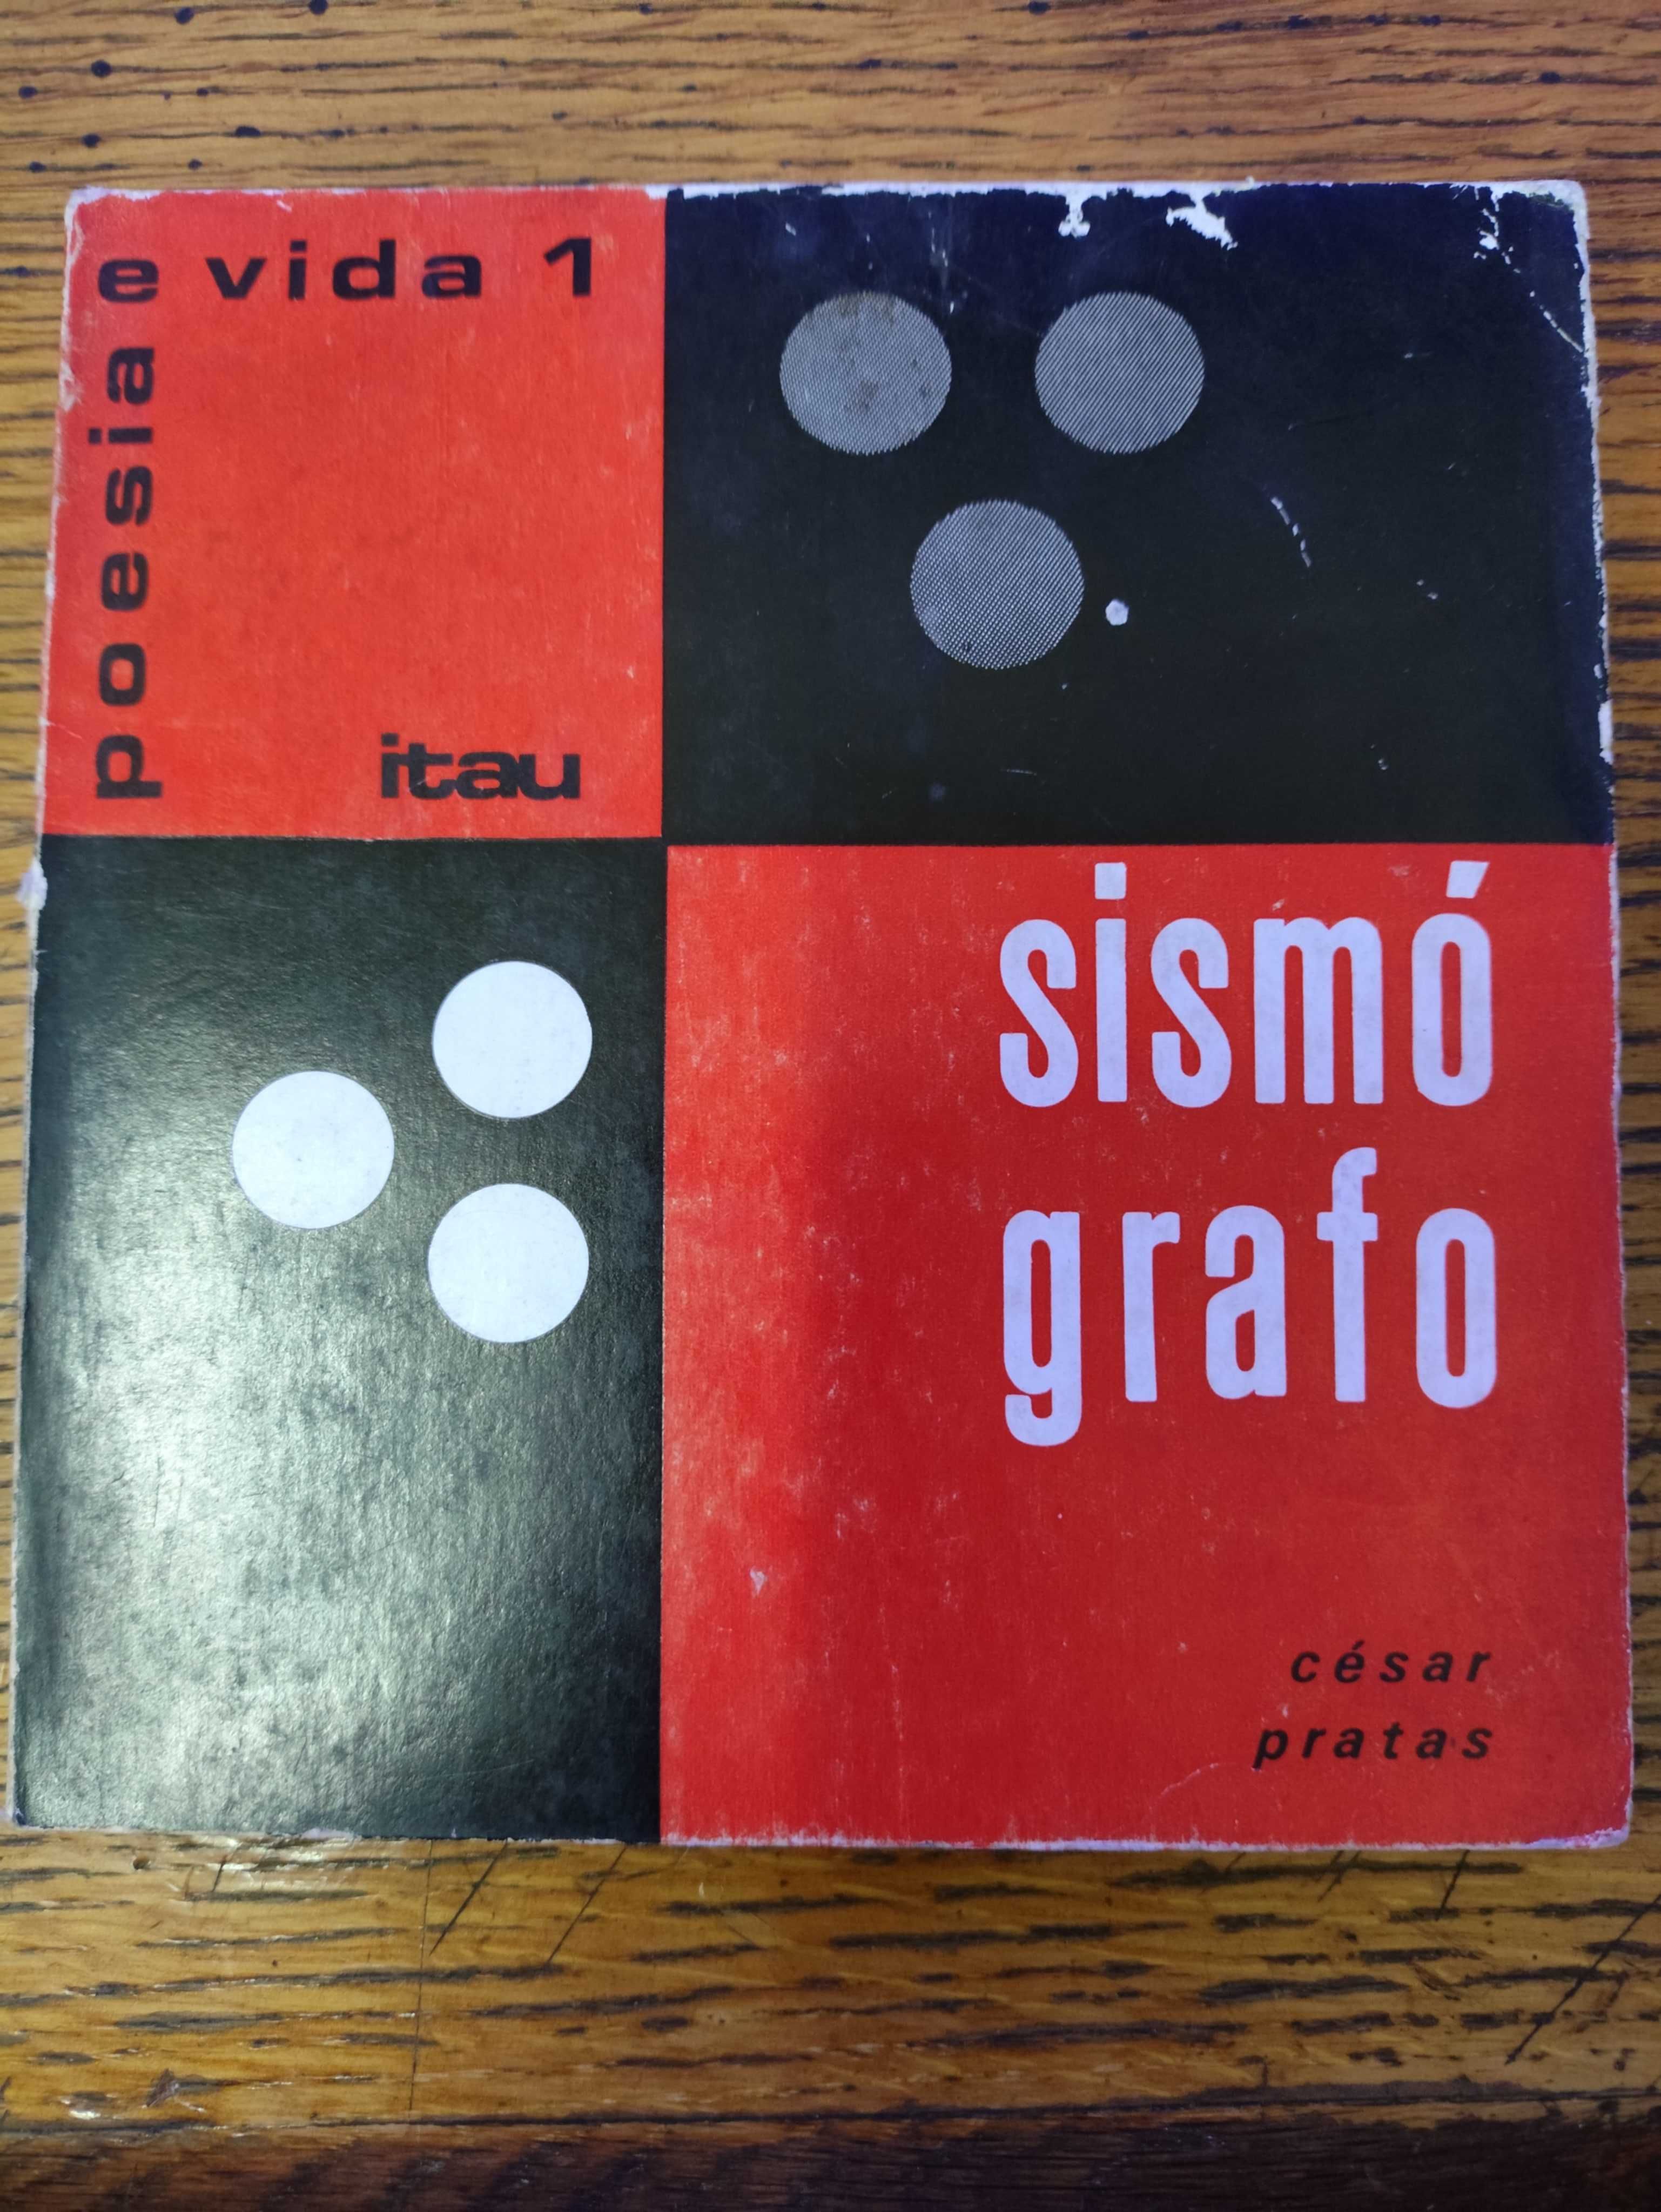 poesia e vida 1
itau
sismó
grafo
césar
pratas